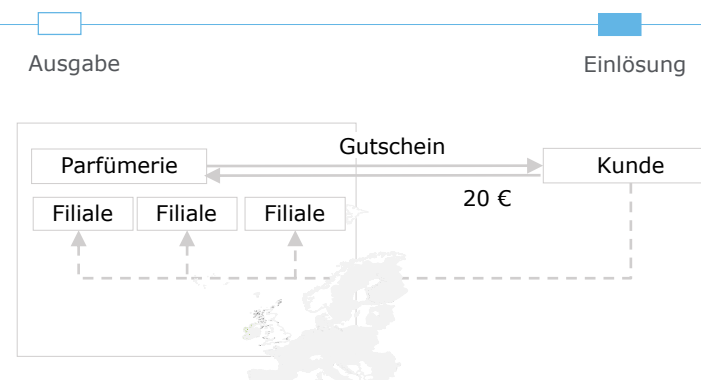 Ausgabe
Einlösung
Gutschein
Parfümerie
Kunde
20 €
Filiale
Filiale
Filiale